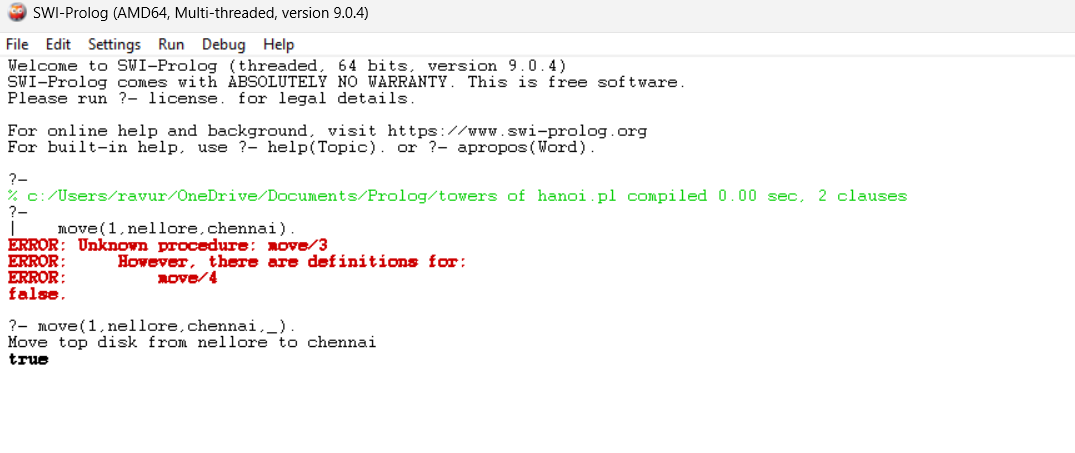 SWI-Prolog (AMD64, Multi-threaded, version 9.0.4)
File Edit Settings Run Debug Help
Welcome to SWI-Prolog (threaded, 64 bits, version 9.0.4)
SWI-Prolog comes with ABSOLUTELY NO WARRANTY. This is free software.
Please run ?- license. for legal details.

For online help and background, visit https://www.swi-prolog.org
For built-in help, use ?- help(Topic). or ?- apropos(Word).

?-
% c:/Users/ravur/OneDrive/Documents/Prolog/towers of hanoi.pl compiled 0.00 sec, 2 clauses
?-
|    move(1,nellore,chennai).
ERROR: Unknown procedure: move/3
ERROR:     However, there are definitions for:
ERROR:         move/4
false.

?- move(1,nellore,chennai,_).
Move top disk from nellore to chennai
true